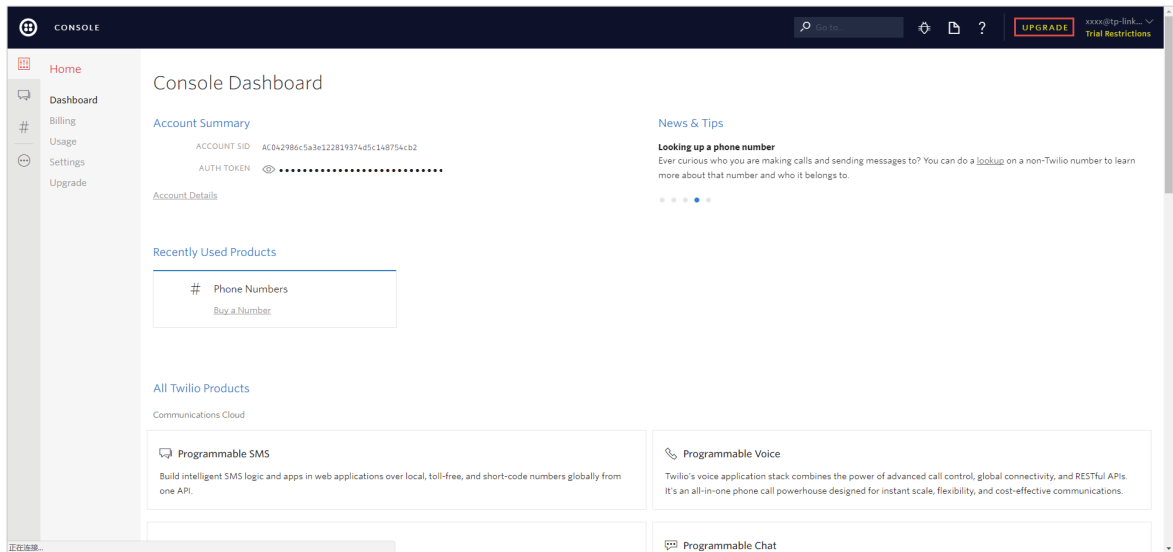 CONSOLE
Go to...
?
UPGRADE
xxxx@tp-link...
Trial Restrictions
Home
Dashboard
Billing
Usage
Settings
Upgrade
Console Dashboard
Account Summary
ACCOUNT SID AC042986c5a3e122819374d5c148754cb2
AUTH TOKEN
Account Details
News & Tips
Looking up a phone number
Ever curious who you are making calls and sending messages to? You can do a lookup on a non-Twilio number to learn
more about that number and who it belongs to.
Recently Used Products
# Phone Numbers
Buy a Number
All Twilio Products
Communications Cloud
Programmable SMS
Build intelligent SMS logic and apps in web applications over local, toll-free, and short-code numbers globally from
one API.
Programmable Voice
Twilio's voice application stack combines the power of advanced call control, global connectivity, and RESTful APIs.
It's an all-in-one phone call powerhouse designed for instant scale, flexibility, and cost-effective communications.
Programmable Chat
正在连接...